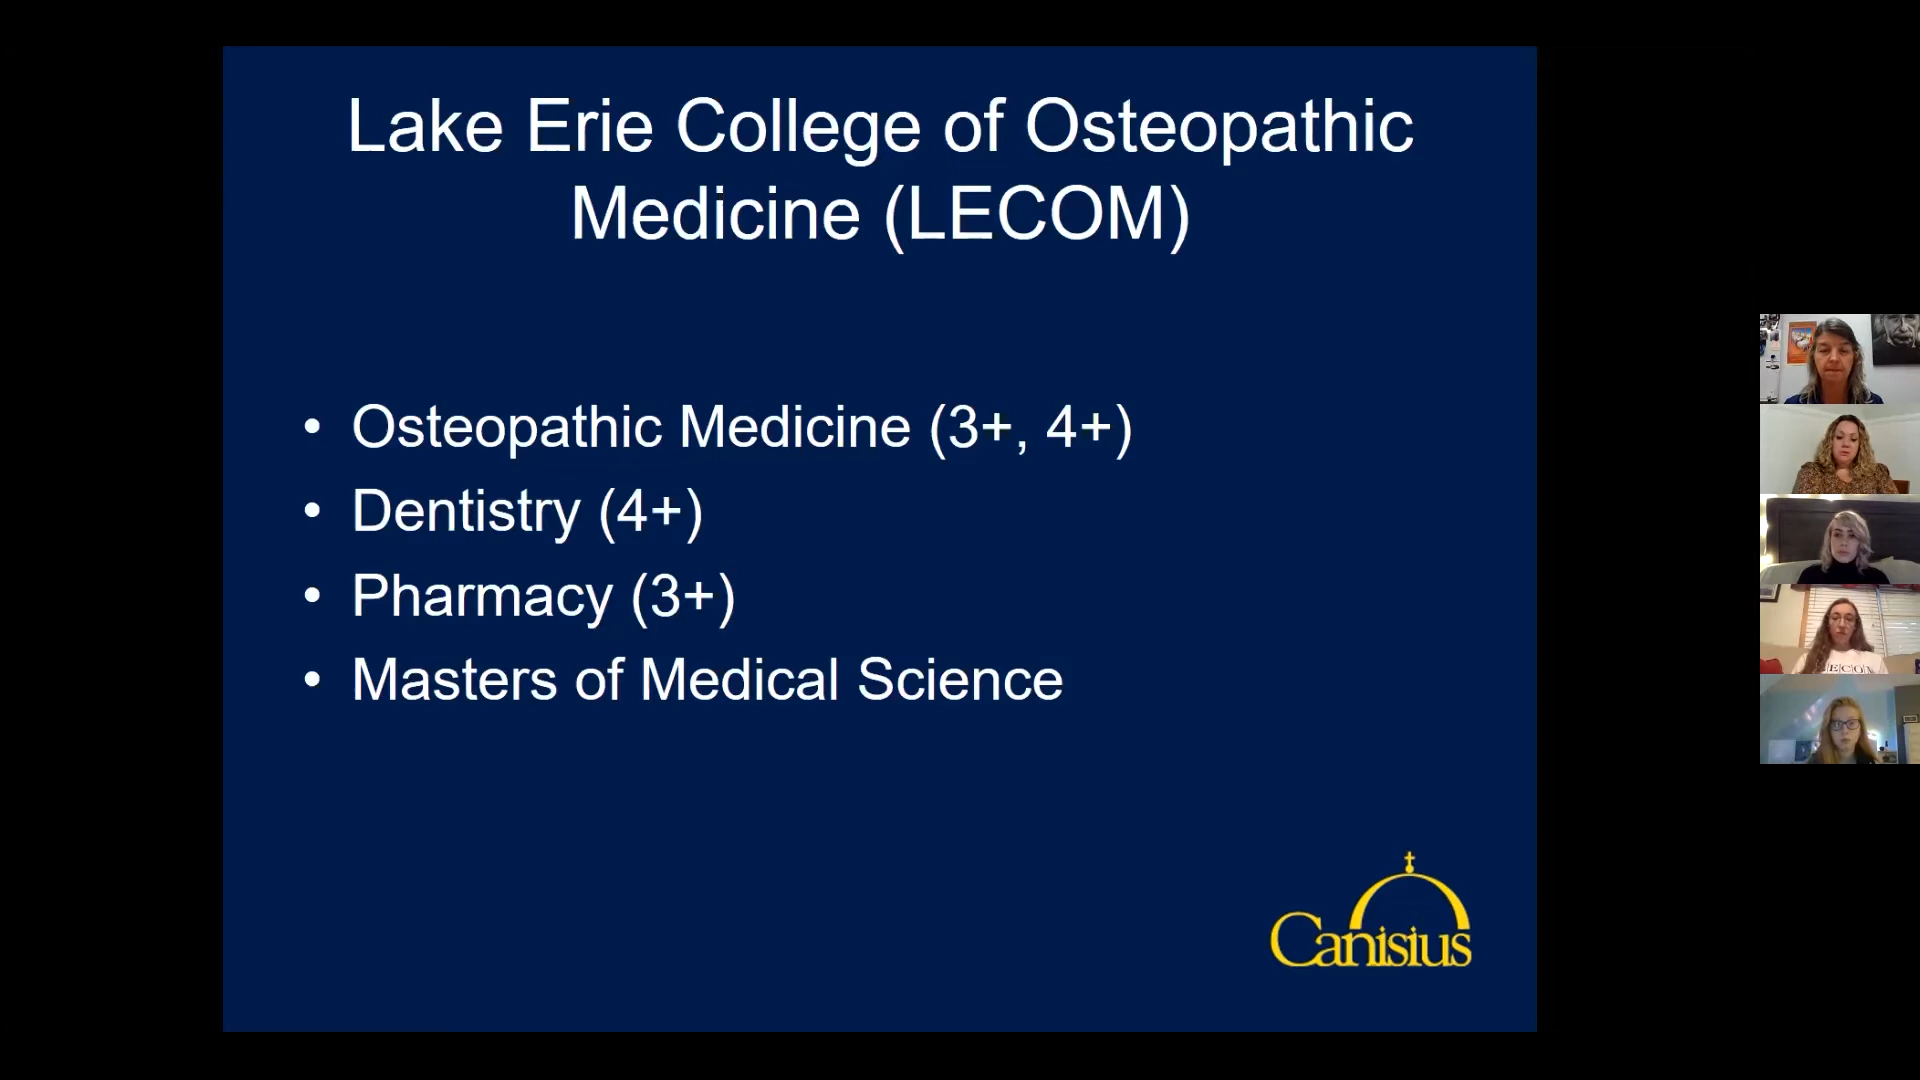 Lake Erie College of Osteopathic
Medicine (LECOM)
• Osteopathic Medicine (3+, 4+)
• Dentistry (4+)
• Pharmacy (3+)
• Masters of Medical Science
Canisius